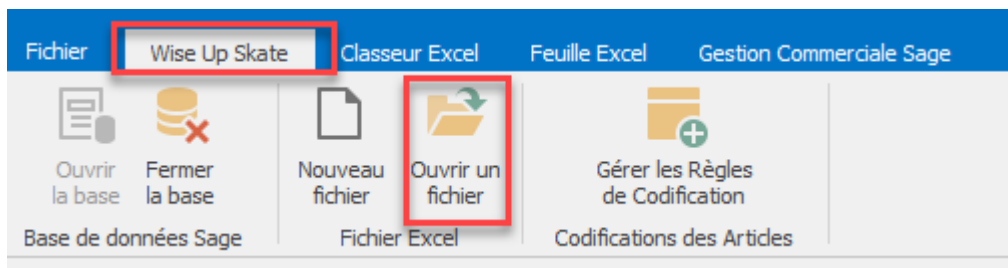 Fichier Wise Up Skate Classeur Excel Feuille Excel Gestion Commerciale Sage
Ouvrir la base
Fermer la base
Nouveau fichier
Ouvrir un fichier
Gérer les Règles de Codification
Base de données Sage Fichier Excel Codifications des Articles